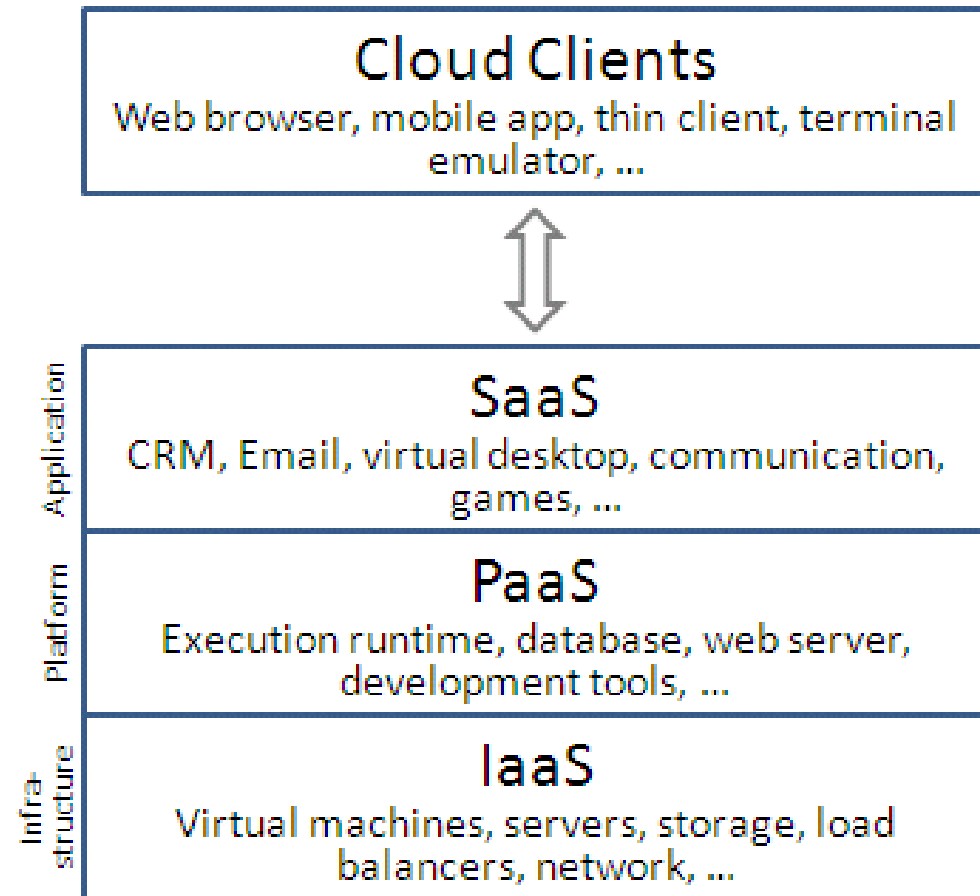 Cloud Clients
Web browser, mobile app, thin client, terminal
emulator, ...
Application
SaaS
CRM, Email, virtual desktop, communication,
games, ...
Platform
PaaS
Execution runtime, database, web server,
development tools, ...
Infra-
structure
IaaS
Virtual machines, servers, storage, load
balancers, network, ...